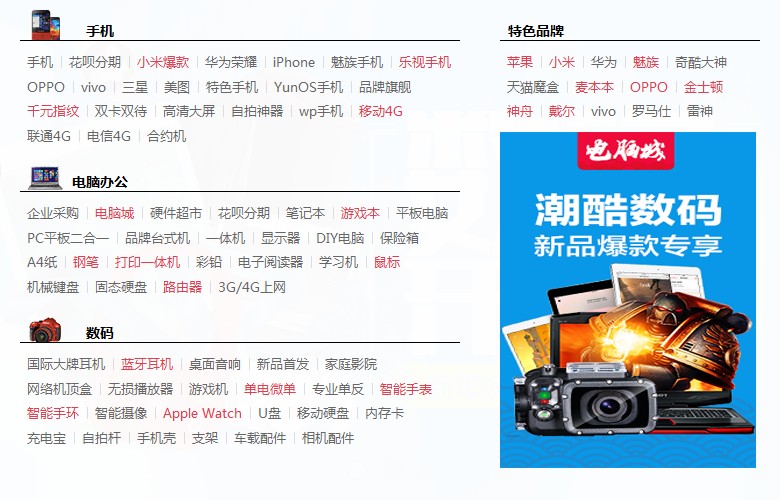 手机
手机 花呗分期 小米爆款 华为荣耀 iPhone 魅族手机 乐视手机
OPPO vivo 三星 美图 特色手机 YunOS手机 品牌旗舰
千元指纹 双卡双待 高清大屏 自拍神器 wp手机 移动4G
联通4G 电信4G 合约机
电脑办公
企业采购 电脑城 硬件超市 花呗分期 笔记本 游戏本 平板电脑
PC平板二合一 品牌台式机 一体机 显示器 DIY电脑 保险箱
A4纸 钢笔 打印一体机 彩铅 电子阅读器 学习机 鼠标
机械键盘 固态硬盘 路由器 3G/4G上网
数码
国际大牌耳机 蓝牙耳机 桌面音响 新品首发 家庭影院
网络机顶盒 无损播放器 游戏机 单电微单 专业单反 智能手表
智能手环 智能摄像 Apple Watch U盘 移动硬盘 内存卡
充电宝 自拍杆 手机壳 支架 车载配件 相机配件
特色品牌
苹果 小米 华为 魅族 奇酷大神
天猫魔盒 麦本本 OPPO 金士顿
神舟 戴尔 vivo 罗马仕 雷神
电脑城
潮酷数码
新品爆款专享